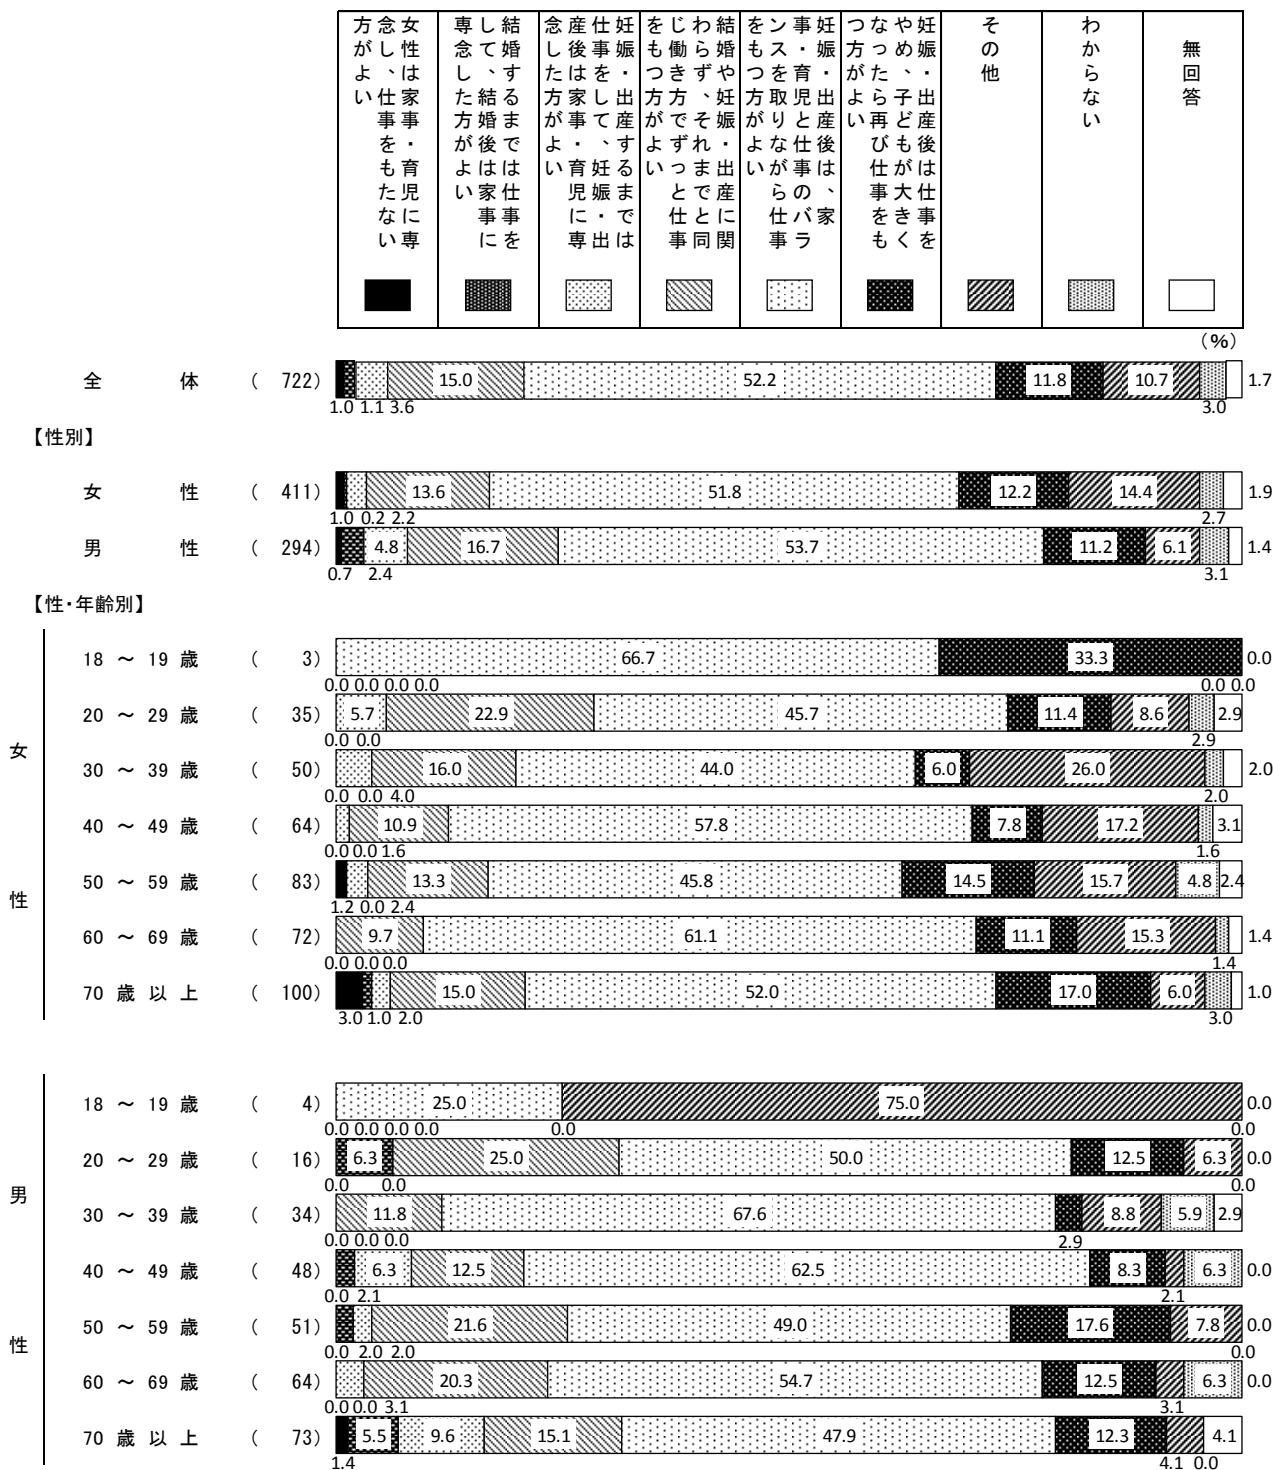 女性は家事・育児に専
念し、仕事をもたない
方がよい
結婚するまでは仕事を
して、結婚後は家事に
専念した方がよい
妊娠・出産するまでは
仕事をして、妊娠・出
産後は家事・育児に専
念した方がよい
結婚や妊娠・出産に関
わらず、それまでと同
じ働き方でずっと仕事
をもつ方がよい
妊娠・出産後は、家
事・育児と仕事のバラ
ンスを取りながら仕事
をもつ方がよい
妊娠・出産後は仕事を
やめ、子どもが大きく
なったら再び仕事をも
つ方がよい
その他
わからない
無回答
(%)
全 体 ( 722) 15.0 52.2 11.8 10.7 1.7
1.0 1.1 3.6 3.0
【性別】
女 性 ( 411) 13.6 51.8 12.2 14.4 1.9
1.0 0.2 2.2 2.7
男 性 ( 294) 4.8 16.7 53.7 11.2 6.1 1.4
0.7 2.4 3.1
【性・年齢別】
女性
18 ～ 19 歳 ( 3) 66.7 33.3 0.0
0.0 0.0 0.0 0.0 0.0 0.0
20 ～ 29 歳 ( 35) 5.7 22.9 45.7 11.4 8.6 2.9
0.0 0.0 2.9
30 ～ 39 歳 ( 50) 16.0 44.0 6.0 26.0 2.0
0.0 0.0 4.0 2.0
40 ～ 49 歳 ( 64) 10.9 57.8 7.8 17.2 3.1
0.0 0.0 1.6 1.6
50 ～ 59 歳 ( 83) 13.3 45.8 14.5 15.7 4.8 2.4
1.2 0.0 2.4
60 ～ 69 歳 ( 72) 9.7 61.1 11.1 15.3 1.4
0.0 0.0 0.0 1.4
70 歳 以 上 ( 100) 15.0 52.0 17.0 6.0 1.0
3.0 1.0 2.0 3.0
男性
18 ～ 19 歳 ( 4) 25.0 75.0 0.0
0.0 0.0 0.0 0.0 0.0 0.0
20 ～ 29 歳 ( 16) 6.3 25.0 50.0 12.5 6.3 0.0
0.0 0.0 0.0
30 ～ 39 歳 ( 34) 11.8 67.6 8.8 5.9 2.9
0.0 0.0 0.0 2.9
40 ～ 49 歳 ( 48) 6.3 12.5 62.5 8.3 6.3 0.0
0.0 2.1 2.1
50 ～ 59 歳 ( 51) 21.6 49.0 17.6 7.8 0.0
0.0 2.0 2.0 0.0
60 ～ 69 歳 ( 64) 20.3 54.7 12.5 6.3 0.0
0.0 0.0 3.1 3.1
70 歳 以 上 ( 73) 5.5 9.6 15.1 47.9 12.3 4.1
1.4 4.1 0.0